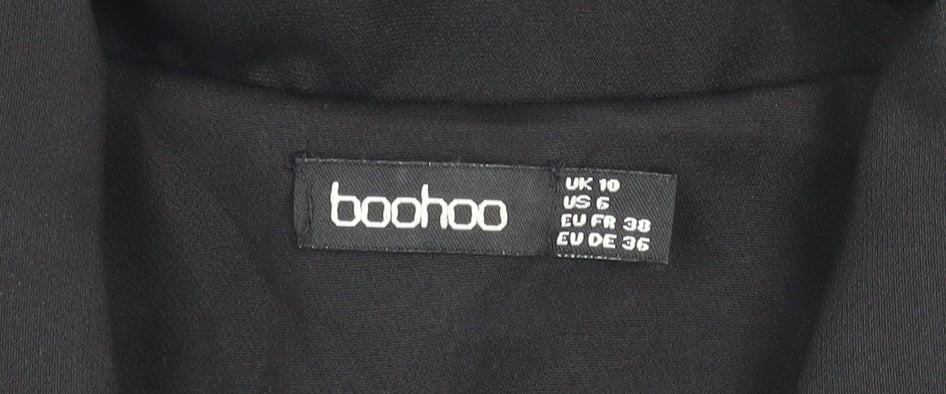 boohoo
UK 10
US 6
EU FR 38
EU DE 36